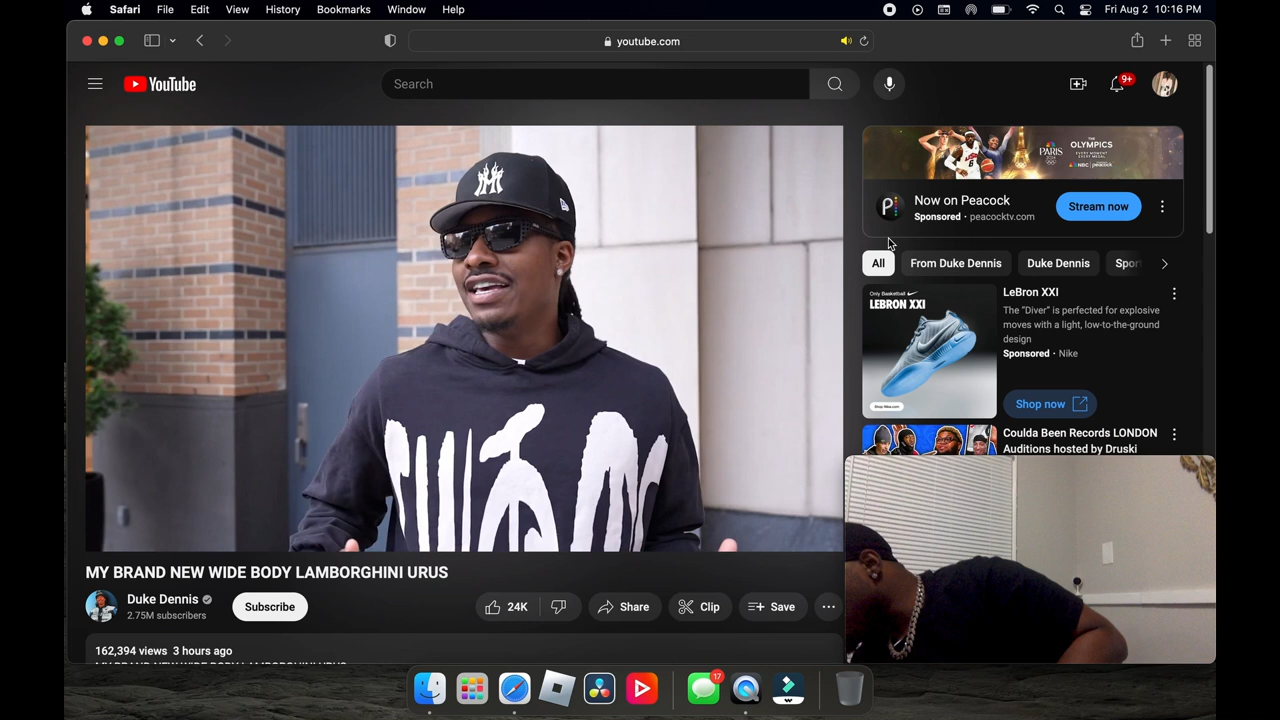 Safari File Edit View History Bookmarks Window Help
Fri Aug 2 10:16 PM
youtube.com
YouTube
Search
9+
PARIS
2024
THE
OLYMPICS
Now on Peacock
Sponsored · peacocktv.com
Stream now
All
From Duke Dennis
Duke Dennis
Spor
Only Basketball
LEBRON XXI
LeBron XXI
The "Diver" is perfected for explosive
moves with a light, low-to-the-ground
design
Sponsored · Nike
Shop now
Coulda Been Records LONDON
Auditions hosted by Druski
MY BRAND NEW WIDE BODY LAMBORGHINI URUS
Duke Dennis
2.75M subscribers
Subscribe
24K
Share
Clip
Save
162,394 views 3 hours ago
17